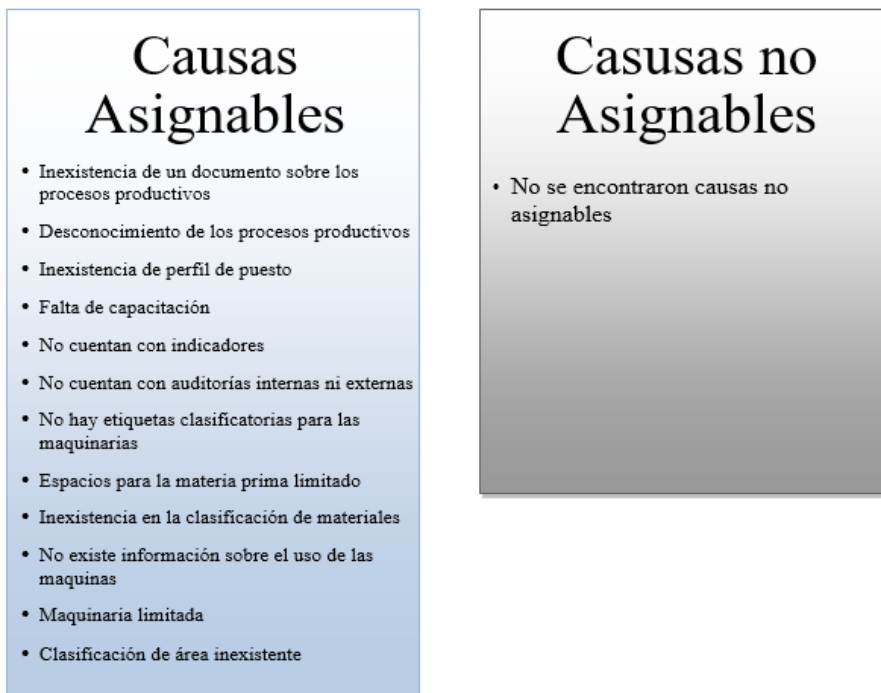 Causas
Asignables
• Inexistencia de un documento sobre los
procesos productivos
• Desconocimiento de los procesos productivos
• Inexistencia de perfil de puesto
• Falta de capacitación
• No cuentan con indicadores
• No cuentan con auditorías internas ni externas
• No hay etiquetas clasificatorias para las
maquinarias
• Espacios para la materia prima limitado
• Inexistencia en la clasificación de materiales
• No existe información sobre el uso de las
maquinas
• Maquinaria limitada
• Clasificación de área inexistente
Casusas no
Asignables
• No se encontraron causas no
asignables